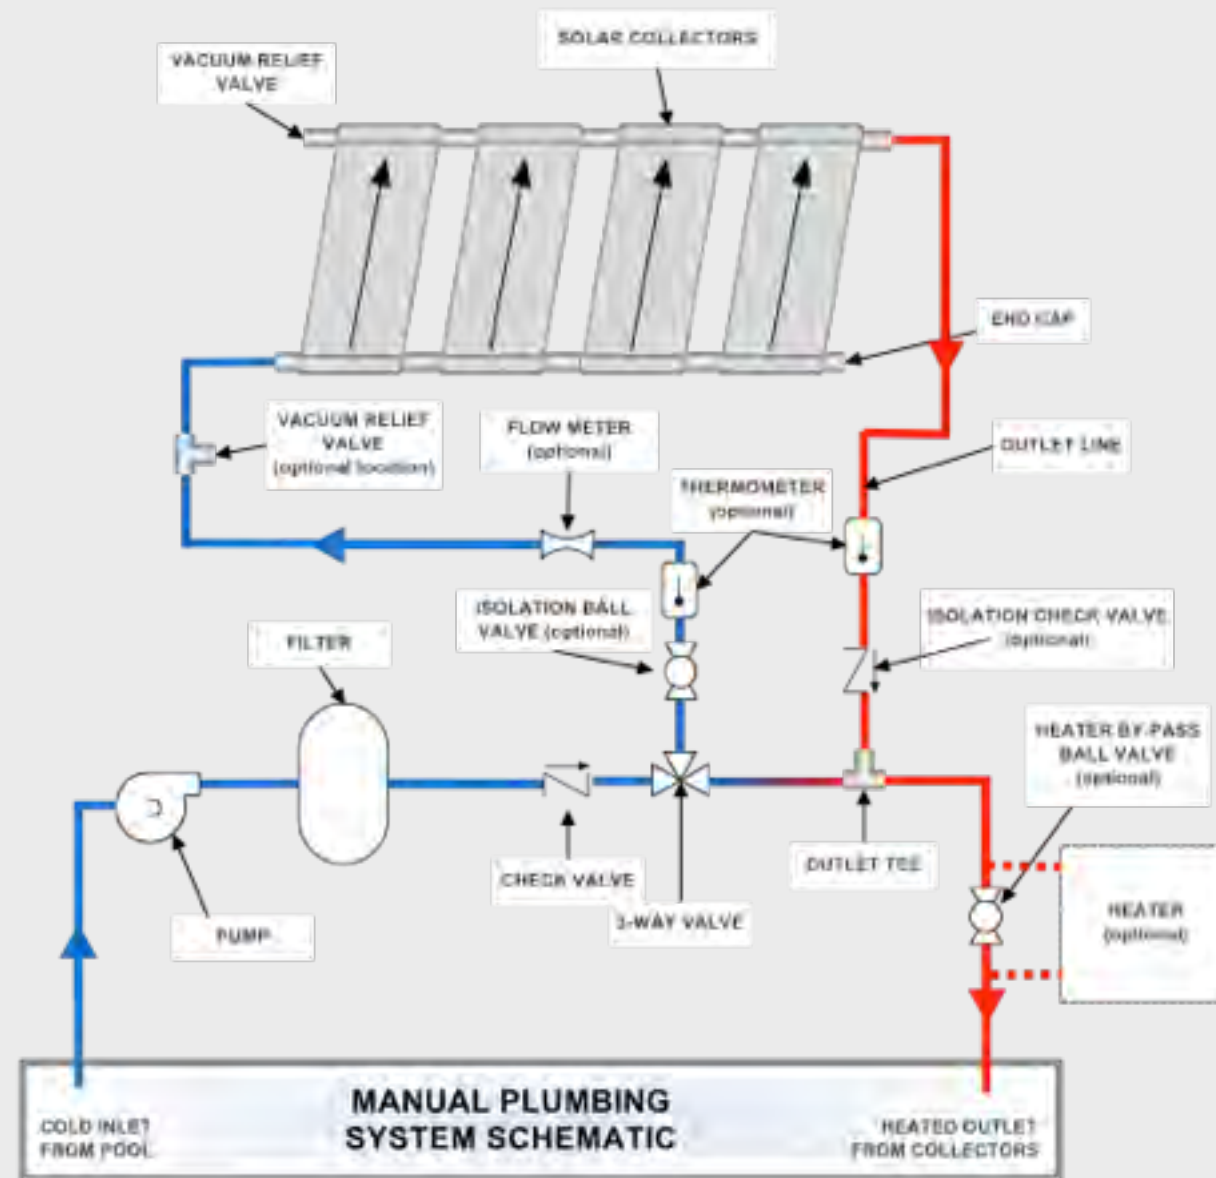 SOLAR COLLECTORS
VACUUM RELIEF
VALVE
END CAP
VACUUM RELIEF
VALVE
(optional location)
FLOW METER
(optional)
OUTLET LINE
THERMOMETER
(optional)
ISOLATION BALL
VALVE (optional)
ISOLATION CHECK VALVE
(optional)
FILTER
HEATER BY-PASS
BALL VALVE
(optional)
CHECK VALVE
OUTLET TEE
3-WAY VALVE
PUMP
HEATER
(optional)
MANUAL PLUMBING
SYSTEM SCHEMATIC
COLD INLET
FROM POOL
HEATED OUTLET
FROM COLLECTORS